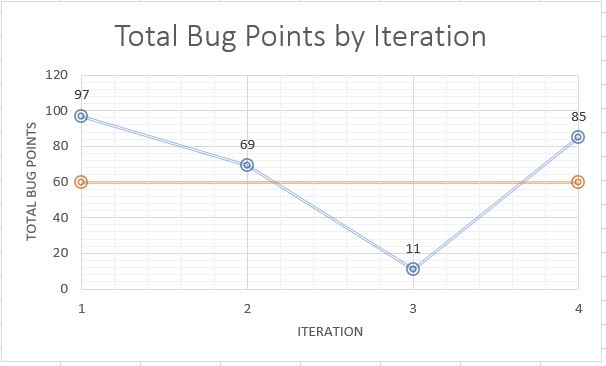 Total Bug Points by Iteration
120
100
80
60
40
20
0
TOTAL BUG POINTS
97
69
11
85
1 2 3 4
ITERATION